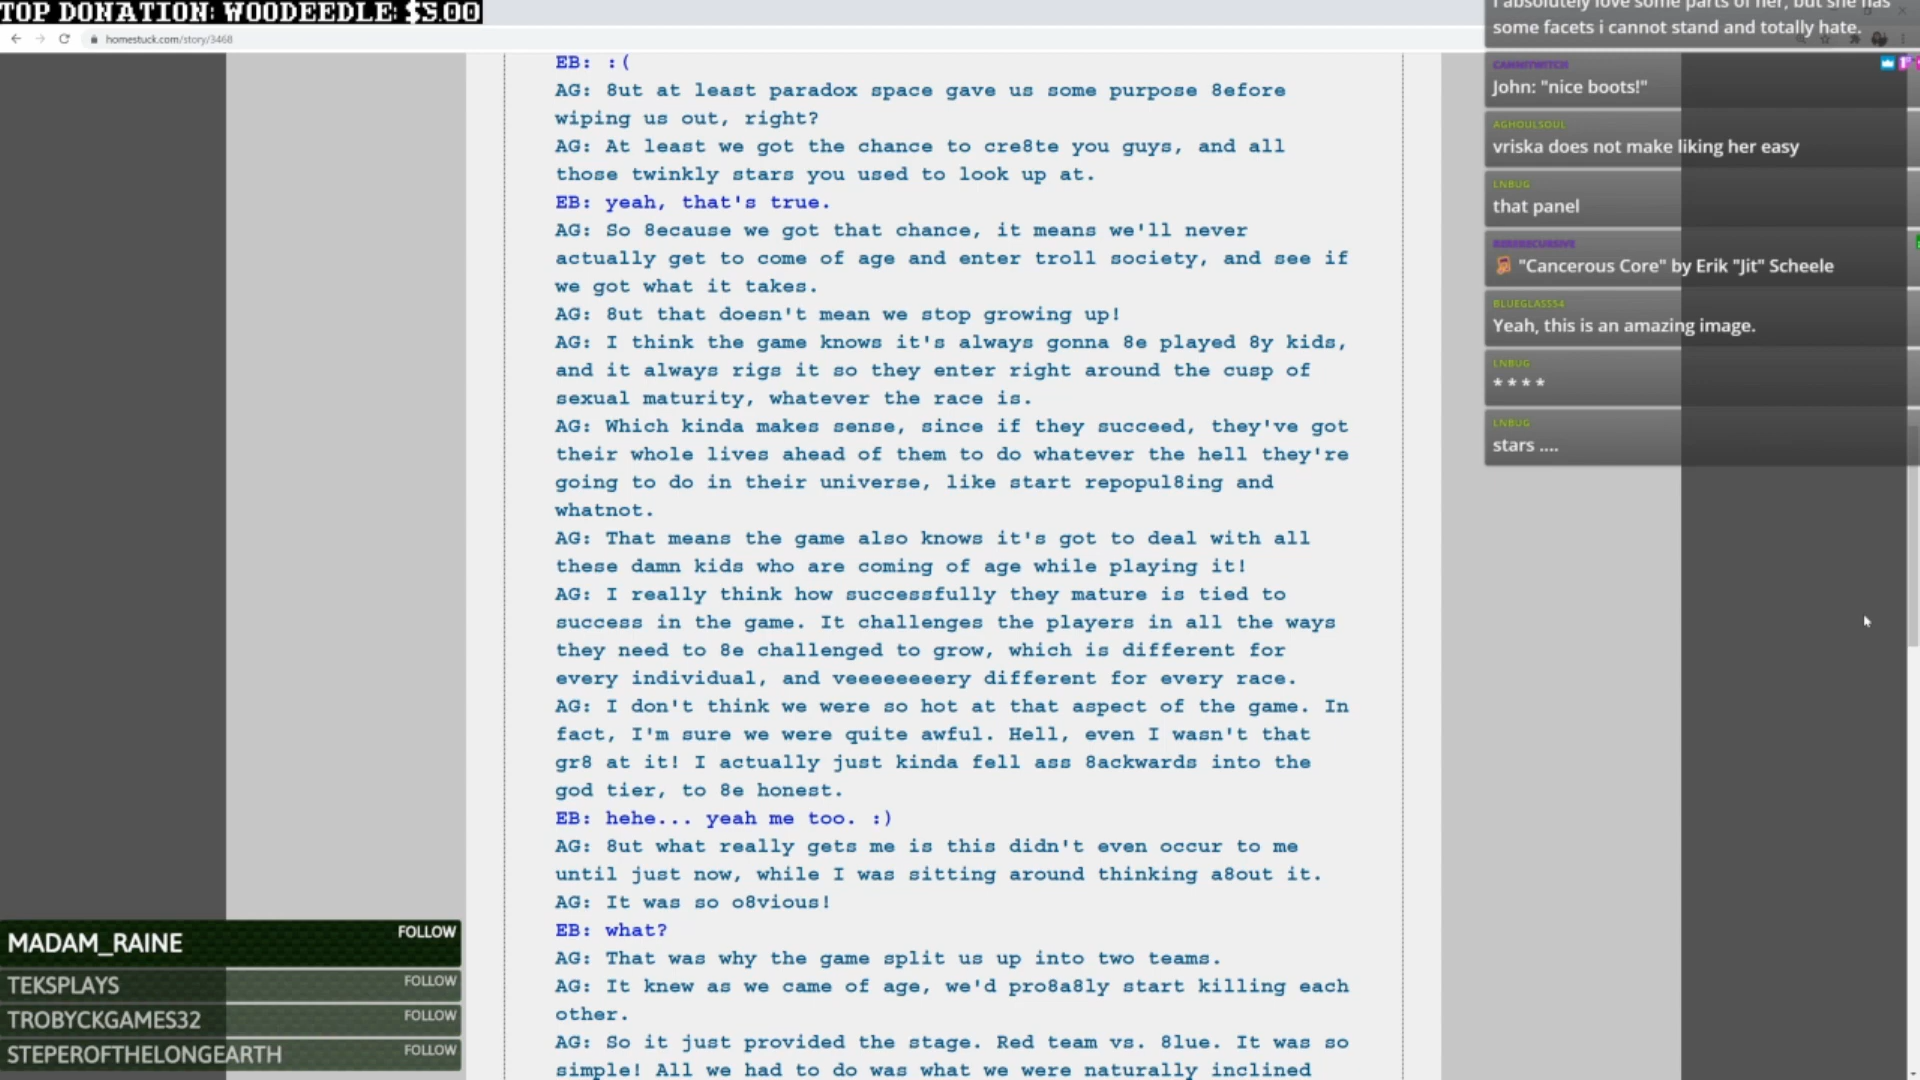 TOP DONATION: WOODEEDLE: $5.00
homestuck.com/story/3468
EB: :(
AG: 8ut at least paradox space gave us some purpose 8efore
wiping us out, right?
AG: At least we got the chance to cre8te you guys, and all
those twinkly stars you used to look up at.
EB: yeah, that's true.
AG: So 8ecause we got that chance, it means we'll never
actually get to come of age and enter troll society, and see if
we got what it takes.
AG: 8ut that doesn't mean we stop growing up!
AG: I think the game knows it's always gonna 8e played 8y kids,
and it always rigs it so they enter right around the cusp of
sexual maturity, whatever the race is.
AG: Which kinda makes sense, since if they succeed, they've got
their whole lives ahead of them to do whatever the hell they're
going to do in their universe, like start repopul8ing and
whatnot.
AG: That means the game also knows it's got to deal with all
these damn kids who are coming of age while playing it!
AG: I really think how successfully they mature is tied to
success in the game. It challenges the players in all the ways
they need to 8e challenged to grow, which is different for
every individual, and veeeeeeeery different for every race.
AG: I don't think we were so hot at that aspect of the game. In
fact, I'm sure we were quite awful. Hell, even I wasn't that
gr8 at it! I actually just kinda fell ass 8ackwards into the
god tier, to 8e honest.
EB: hehe... yeah me too. :)
AG: 8ut what really gets me is this didn't even occur to me
until just now, while I was sitting around thinking a8out it.
AG: It was so o8vious!
EB: what?
AG: That was why the game split us up into two teams.
AG: It knew as we came of age, we'd pro8a8ly start killing each
other.
AG: So it just provided the stage. Red team vs. 8lue. It was so
simple! All we had to do was what we were naturally inclined
I absolutely love some parts of her, but she has
some facets i cannot stand and totally hate.
CANNITWITCH
John: "nice boots!"
AGHOULSOUL
vriska does not make liking her easy
LNBUG
that panel
"Cancerous Core" by Erik "Jit" Scheele
BLUEGLASS54
Yeah, this is an amazing image.
LNBUG
* * * *
LNBUG
stars ....
MADAM_RAINE FOLLOW
TEKSPLAYS FOLLOW
TROBYCKGAMES32 FOLLOW
STEPEROFTHELONGEARTH FOLLOW